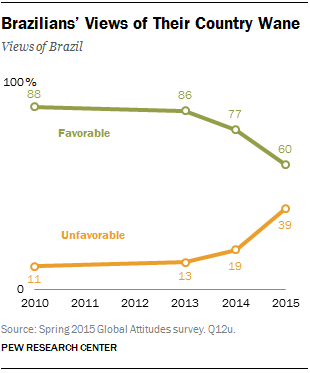 Brazilians' Views of Their Country Wane
Views of Brazil
100 %
88
86
77
60
Favorable
Unfavorable
39
19
13
11
0
2010 2011 2012 2013 2014 2015
Source: Spring 2015 Global Attitudes survey. Q12u.
PEW RESEARCH CENTER